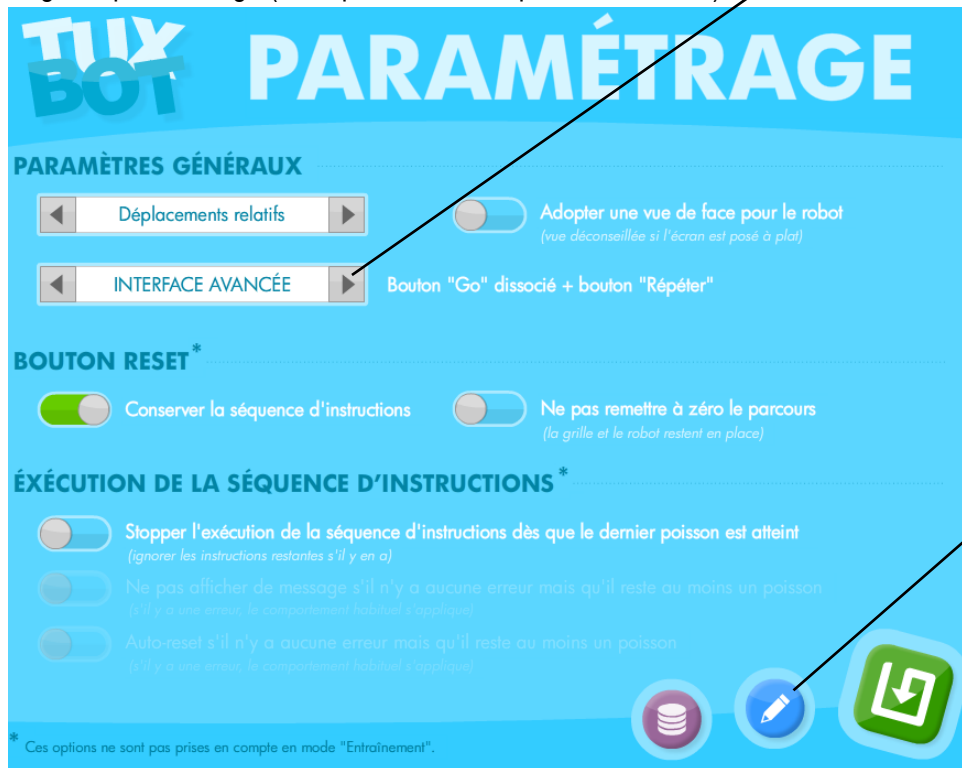 TUX
BOT
PARAMÉTRAGE
PARAMÈTRES GÉNÉRAUX
Déplacements relatifs
Adopter une vue de face pour le robot
(vue déconseillée si l'écran est posé à plat)
INTERFACE AVANCÉE
Bouton "Go" dissocié + bouton "Répéter"
BOUTON RESET*
Conserver la séquence d'instructions
Ne pas remettre à zéro le parcours
(la grille et le robot restent en place)
ÉXÉCUTION DE LA SÉQUENCE D'INSTRUCTIONS*
Stopper l'exécution de la séquence d'instructions dès que le dernier poisson est atteint
(ignorer les instructions restantes s'il y en a)
Ne pas afficher de message s'il n'y a aucune erreur mais qu'il reste au moins un poisson
(s'il y a une erreur, le comportement habituel s'applique)
Auto-reset s'il n'y a aucune erreur mais qu'il reste au moins un poisson
(s'il y a une erreur, le comportement habituel s'applique)
* Ces options ne sont pas prises en compte en mode "Entraînement".